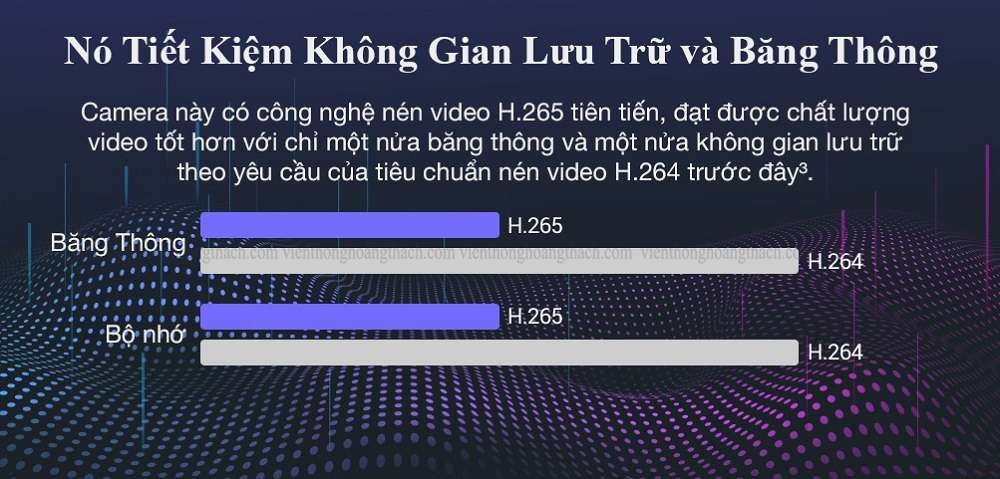 Nó Tiết Kiệm Không Gian Lưu Trữ và Băng Thông
Camera này có công nghệ nén video H.265 tiên tiến, đạt được chất lượng
video tốt hơn với chỉ một nửa băng thông và một nửa không gian lưu trữ
theo yêu cầu của tiêu chuẩn nén video H.264 trước đây³.
H.265
Băng Thông
gthach.com vienthonghoangthach.com vienthonghoangthach.com vienthonghoangthach.com
H.264
H.265
Bộ nhớ
H.264